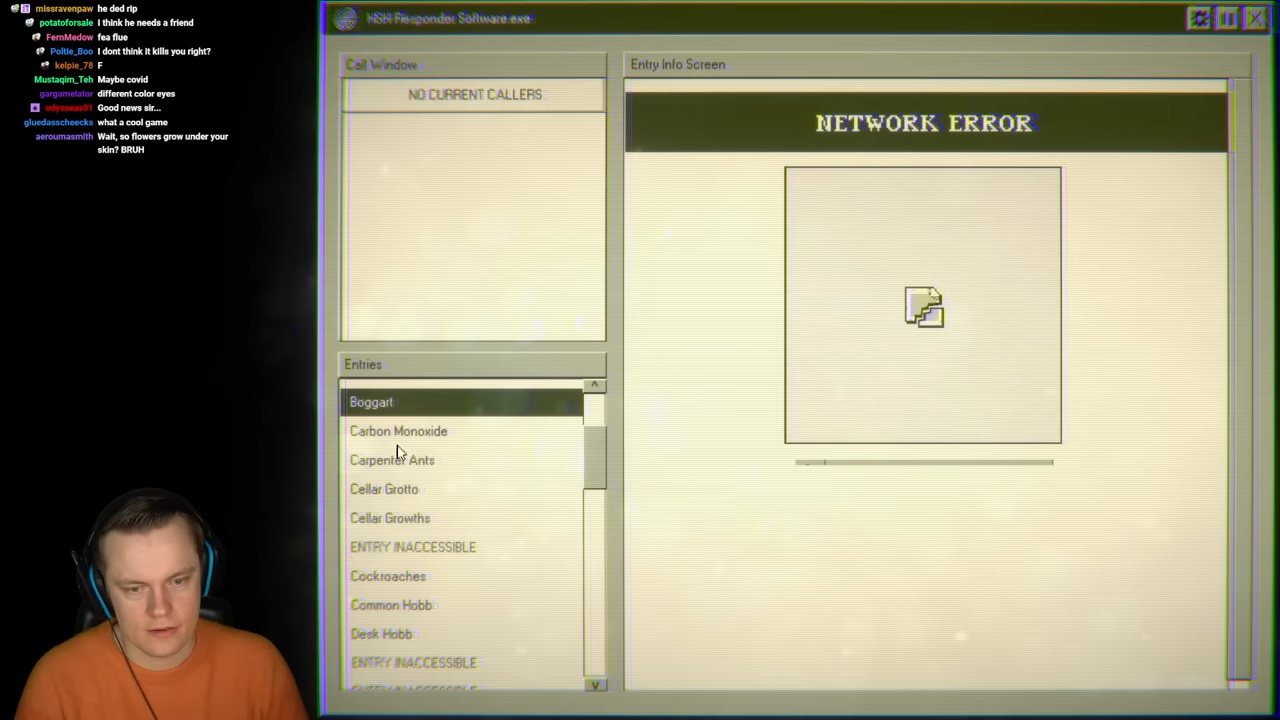 missravenpaw he ded rip
potatoforsale I think he needs a friend
FernMedow fea flue
Poltie_Boo I dont think it kills you right?
kelpie_78 F
Mustaqim_Teh Maybe covid
gargamelator different color eyes
odysseas01 Good news sir...
gluedasscheecks what a cool game
aeroumasmith Wait, so flowers grow under your
skin? BRUH
HSH Responder Software.exe
Call Window
NO CURRENT CALLERS
Entries
Boggart
Carbon Monoxide
Carpenter Ants
Cellar Grotto
Cellar Growths
ENTRY INACCESSIBLE
Cockroaches
Common Hobb
Desk Hobb
ENTRY INACCESSIBLE
Entry Info Screen
NETWORK ERROR